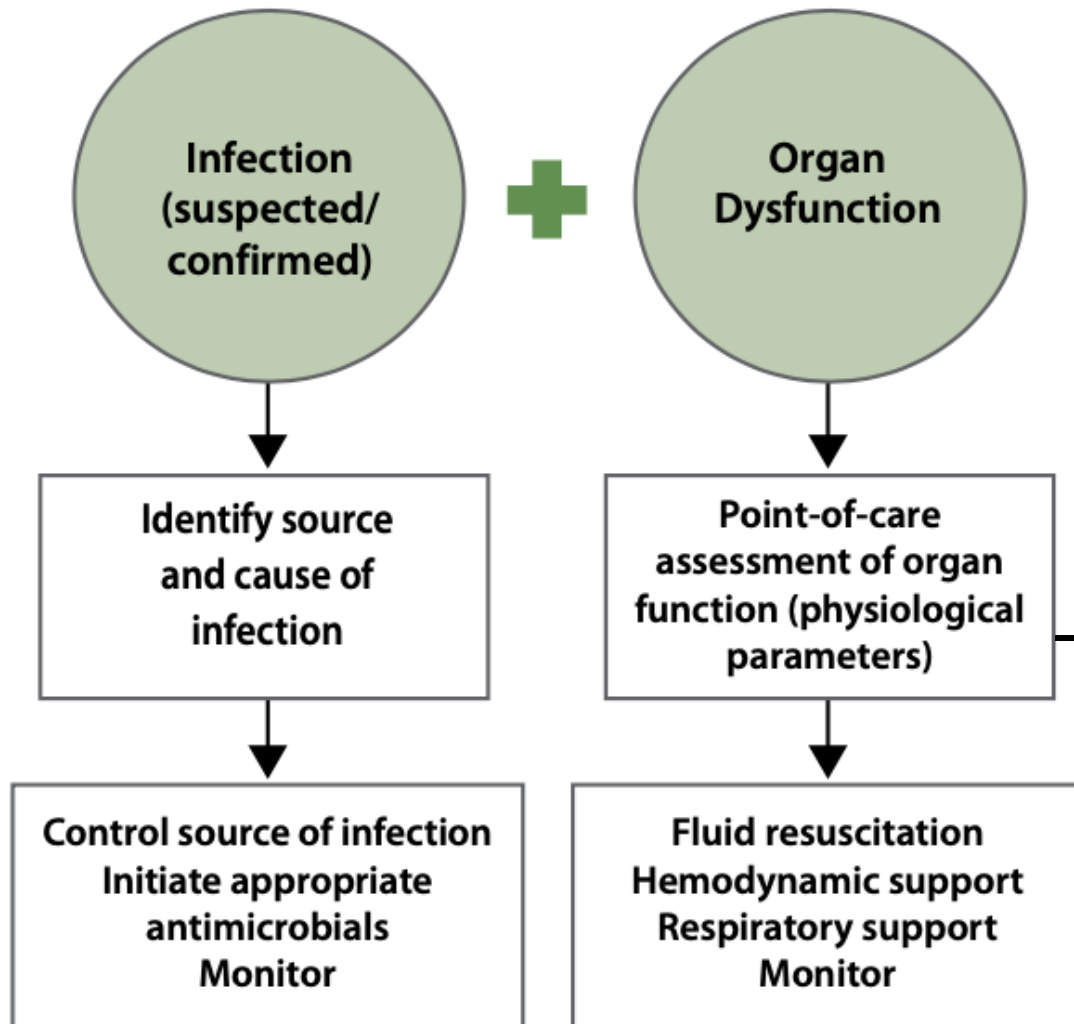 Infection
(suspected/
confirmed)
Organ
Dysfunction
Identify source
and cause of
infection
Point-of-care
assessment of organ
function (physiological
parameters)
Control source of infection
Initiate appropriate
antimicrobials
Monitor
Fluid resuscitation
Hemodynamic support
Respiratory support
Monitor